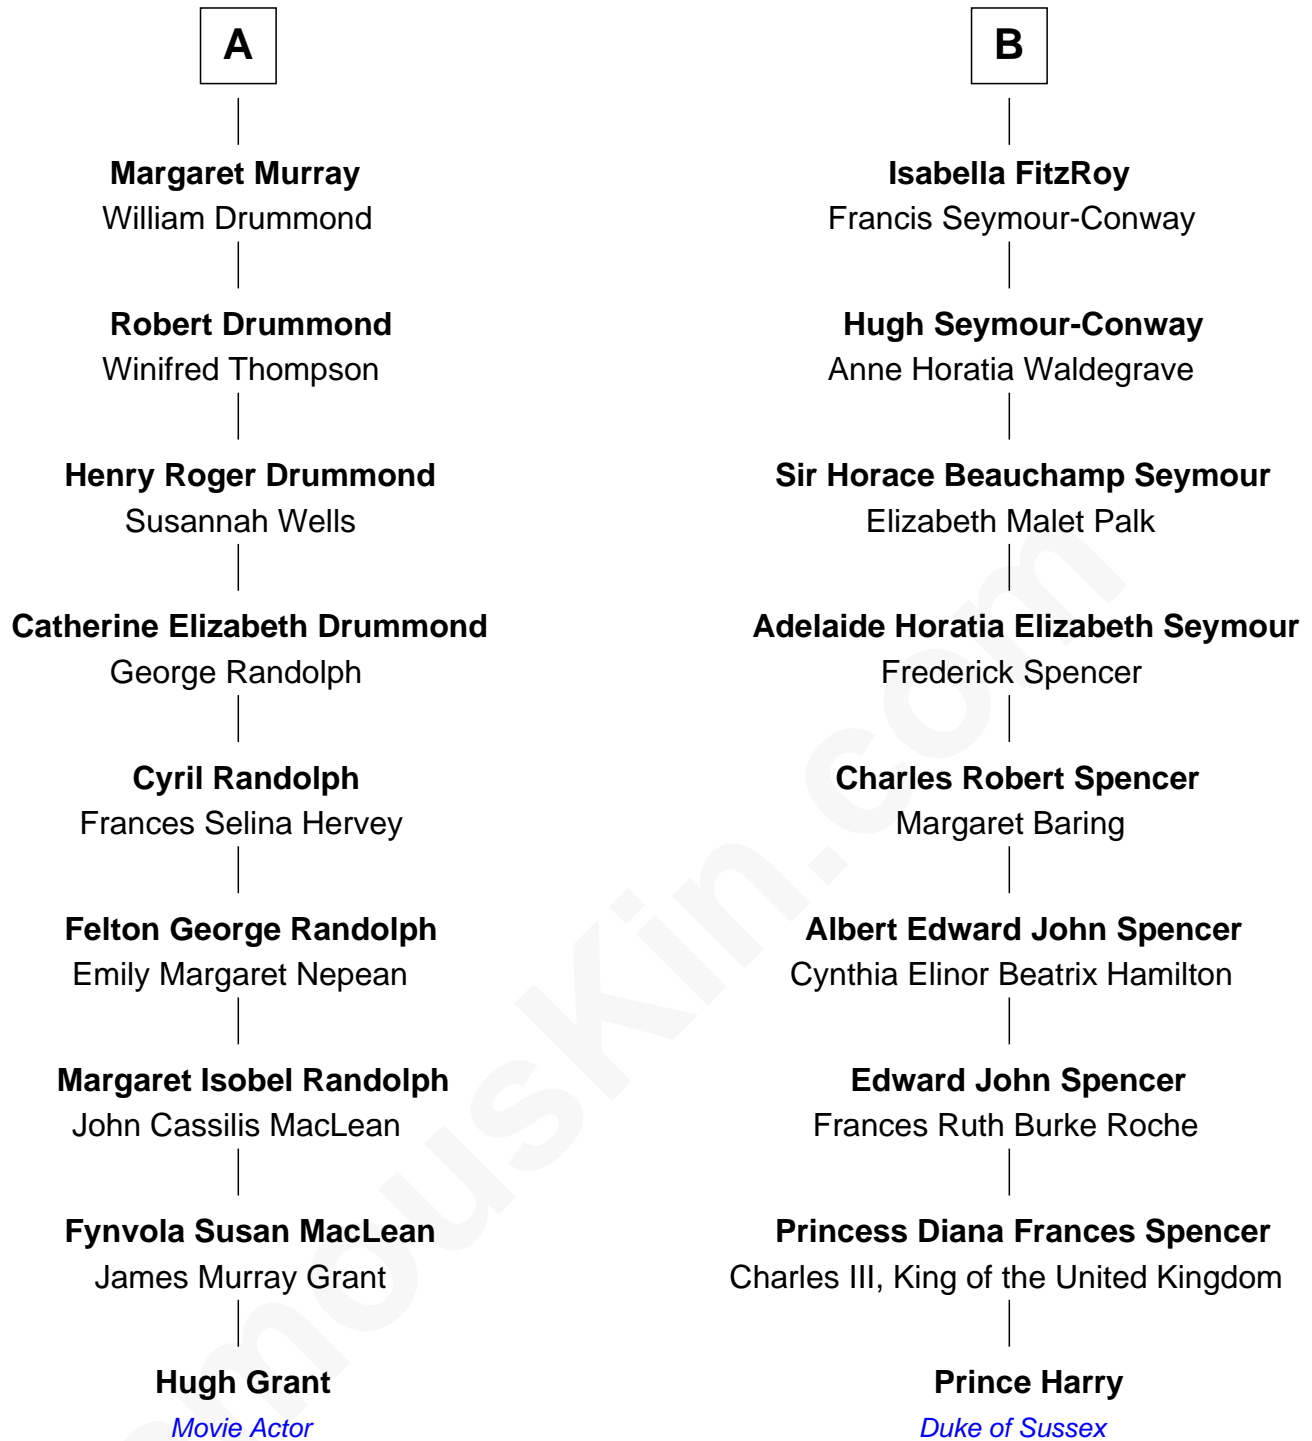 A
Margaret Murray
William Drummond
Robert Drummond
Winifred Thompson
Henry Roger Drummond
Susannah Wells
Catherine Elizabeth Drummond
George Randolph
Cyril Randolph
Frances Selina Hervey
Felton George Randolph
Emily Margaret Nepean
Margaret Isobel Randolph
John Cassilis MacLean
Fynvola Susan MacLean
James Murray Grant
Hugh Grant
Movie Actor
B
Isabella FitzRoy
Francis Seymour-Conway
Hugh Seymour-Conway
Anne Horatia Waldegrave
Sir Horace Beauchamp Seymour
Elizabeth Malet Palk
Adelaide Horatia Elizabeth Seymour
Frederick Spencer
Charles Robert Spencer
Margaret Baring
Albert Edward John Spencer
Cynthia Elinor Beatrix Hamilton
Edward John Spencer
Frances Ruth Burke Roche
Princess Diana Frances Spencer
Charles III, King of the United Kingdom
Prince Harry
Duke of Sussex
mousKin.com